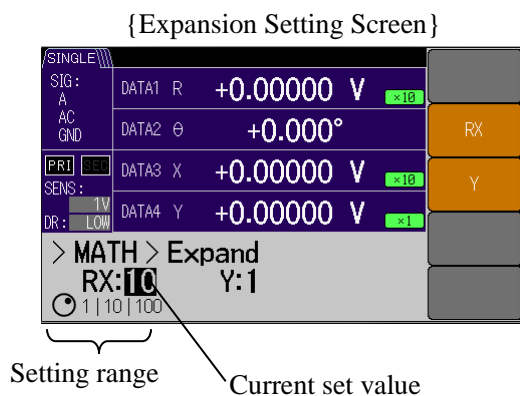 {Expansion Setting Screen}
SINGLE
SIG:
A
AC
GND
DATA1 R +0.00000 V ×10
DATA2 θ +0.000°
RX
PRI SEC
DATA3 X +0.00000 V ×10
Y
SENS:
1V
DATA4 Y +0.00000 V ×1
DR: LOW
> MATH > Expand
RX:10 Y:1
1|10|100
Setting range
Current set value